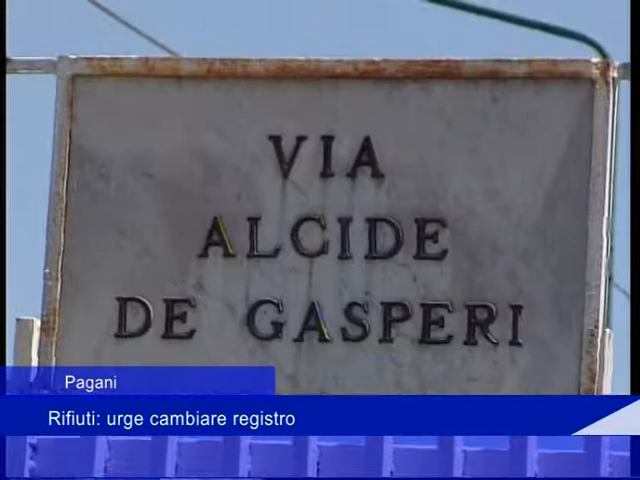 VIA
ALCIDE
DE GASPERI
Pagani
Rifiuti: urge cambiare registro